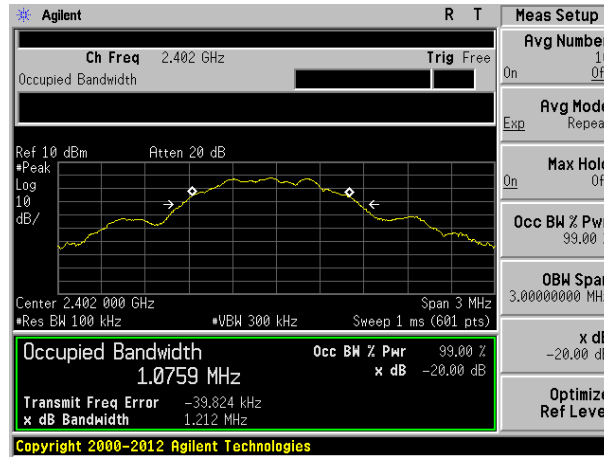 Agilent R T Meas Setup
Ch Freq 2.402 GHz Trig Free
Occupied Bandwidth
Avg Number
On
Avg Mode
Exp Repeat
Max Hold
On
Occ BW % Pwr
99.00
OBW Span
3.00000000
x dB
-20.00
Optimize
Ref Level
Ref 10 dBm Atten 20 dB
#Peak
Log
10
dB/
Center 2.402 000 GHz Span 3 MHz
#Res BW 100 kHz #VBW 300 kHz Sweep 1 ms (601 pts)
Occupied Bandwidth Occ BW % Pwr 99.00 %
1.0759 MHz x dB -20.00 dB
Transmit Freq Error -39.824 kHz
x dB Bandwidth 1.212 MHz
Copyright 2000-2012 Agilent Technologies